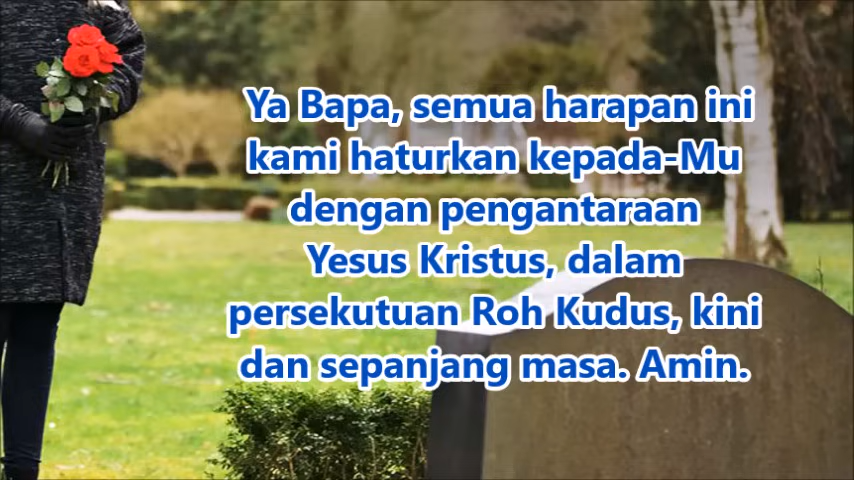 Ya Bapa, semua harapan ini
kami haturkan kepada-Mu
dengan pengantaraan
Yesus Kristus, dalam
persekutuan Roh Kudus, kini
dan sepanjang masa. Amin.